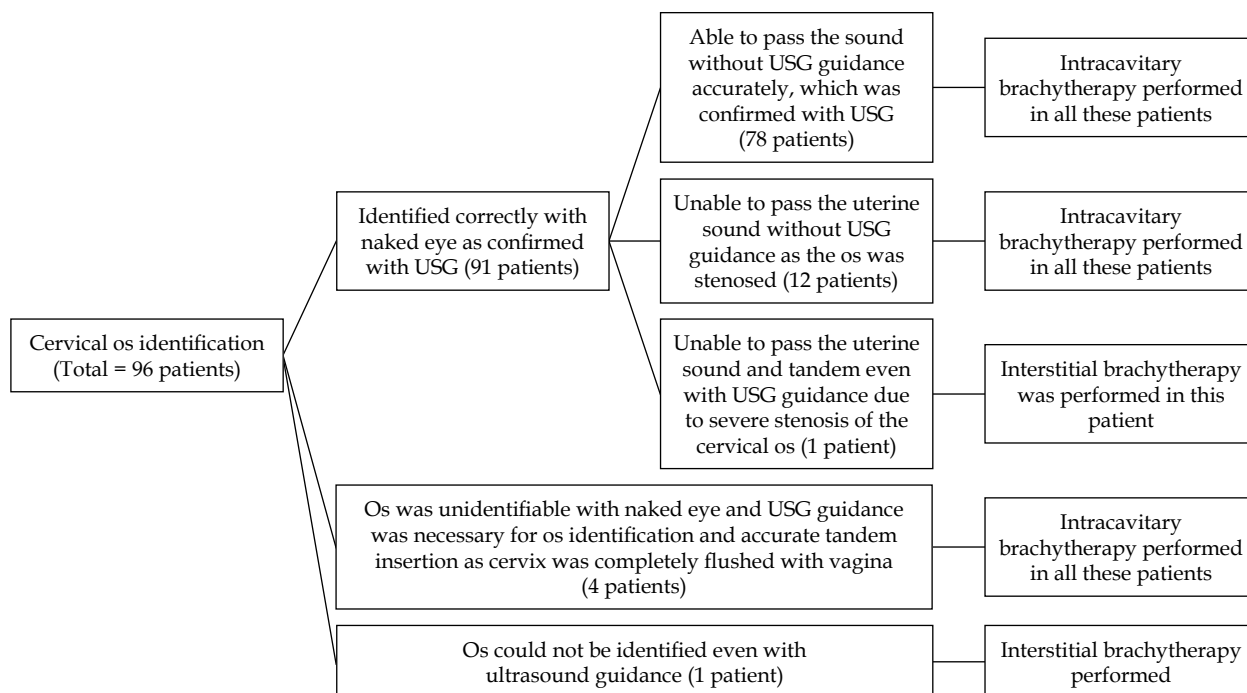 Cervical os identification
(Total = 96 patients)
Identified correctly with
naked eye as confirmed
with USG (91 patients)
Able to pass the sound
without USG guidance
accurately, which was
confirmed with USG
(78 patients)
Intracavitary
brachytherapy performed
in all these patients
Unable to pass the uterine
sound without USG
guidance as the os was
stenosed (12 patients)
Intracavitary
brachytherapy performed
in all these patients
Unable to pass the uterine
sound and tandem even
with USG guidance due
to severe stenosis of the
cervical os (1 patient)
Interstitial brachytherapy
was performed in this
patient
Os was unidentifiable with naked eye and USG guidance
was necessary for os identification and accurate tandem
insertion as cervix was completely flushed with vagina
(4 patients)
Intracavitary
brachytherapy performed
in all these patients
Os could not be identified even with
ultrasound guidance (1 patient)
Interstitial brachytherapy
performed